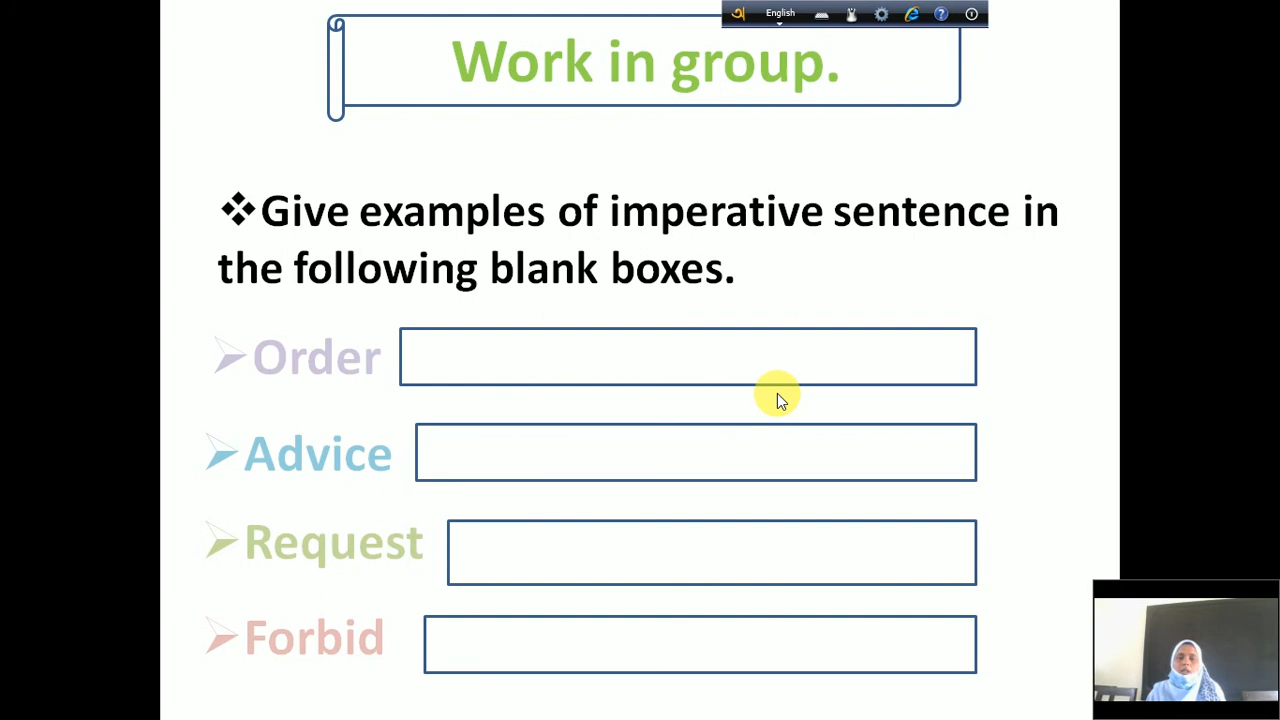 English
Work in group.
Give examples of imperative sentence in
the following blank boxes.
Order
Advice
Request
Forbid